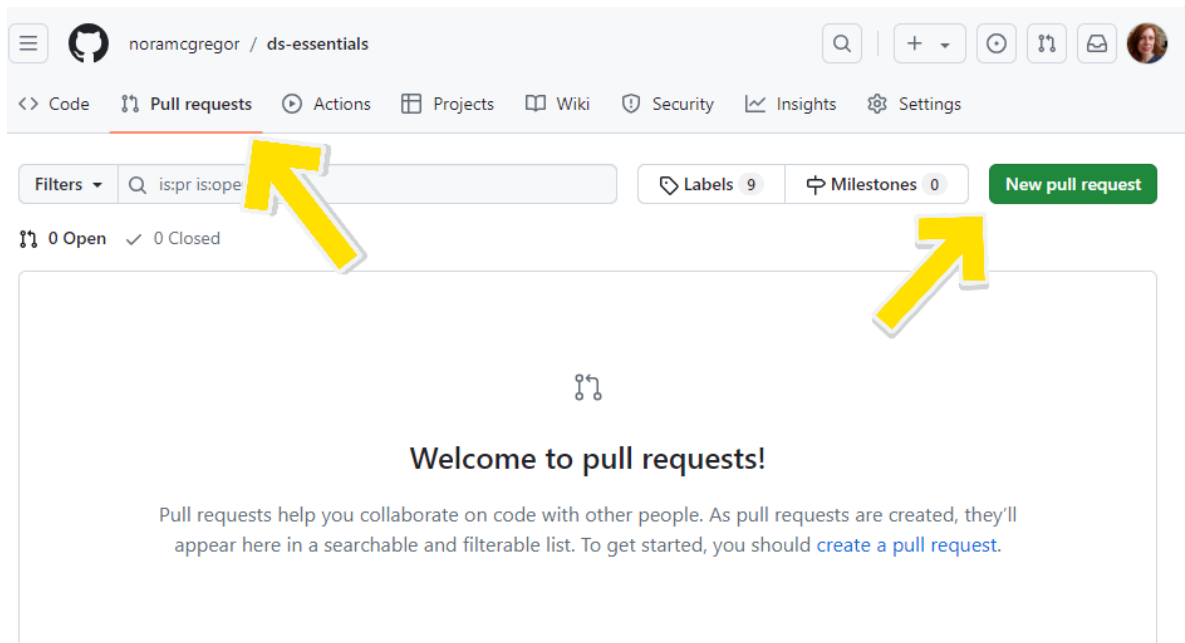 noramcgregor / ds-essentials
Code Pull requests Actions Projects Wiki Security Insights Settings
Filters is:pr is:ope Labels 9 Milestones 0 New pull request
0 Open 0 Closed
Welcome to pull requests!
Pull requests help you collaborate on code with other people. As pull requests are created, they’ll
appear here in a searchable and filterable list. To get started, you should create a pull request.